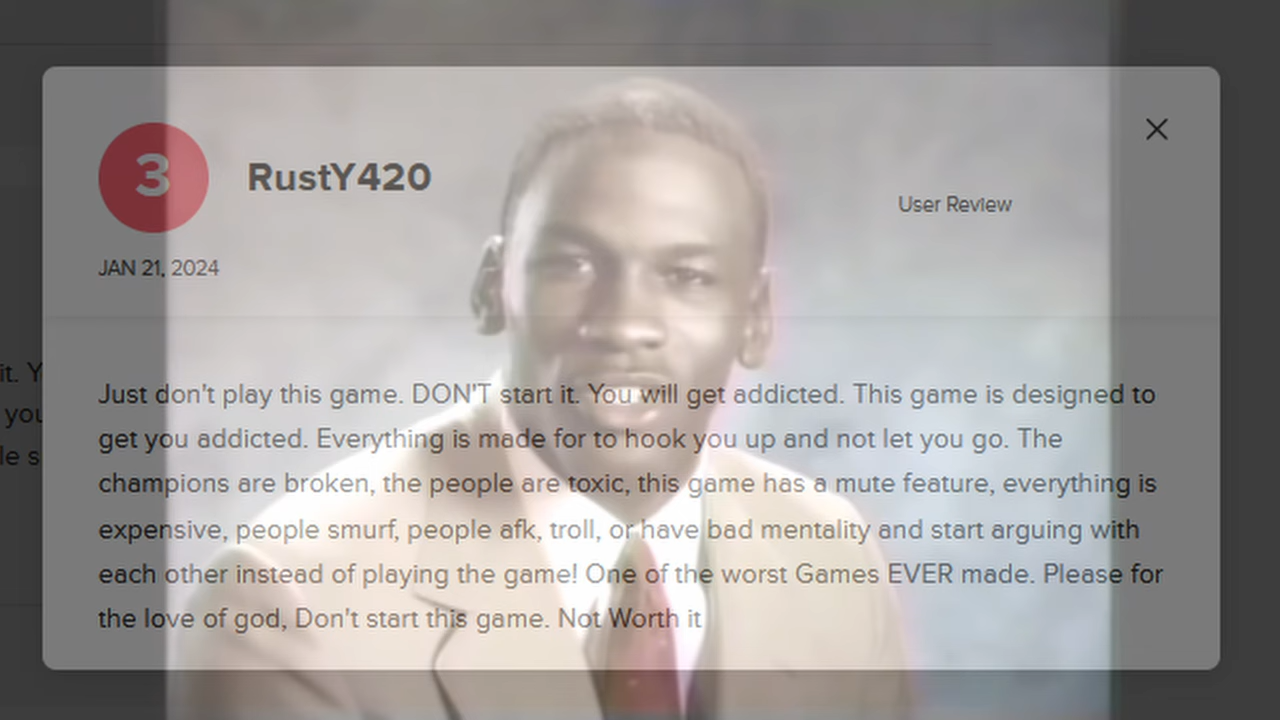 3
RustY420
User Review
JAN 21, 2024
it. Y
you
le s
Just don't play this game. DON'T start it. You will get addicted. This game is designed to
get you addicted. Everything is made for to hook you up and not let you go. The
champions are broken, the people are toxic, this game has a mute feature, everything is
expensive, people smurf, people afk, troll, or have bad mentality and start arguing with
each other instead of playing the game! One of the worst Games EVER made. Please for
the love of god, Don't start this game. Not Worth it